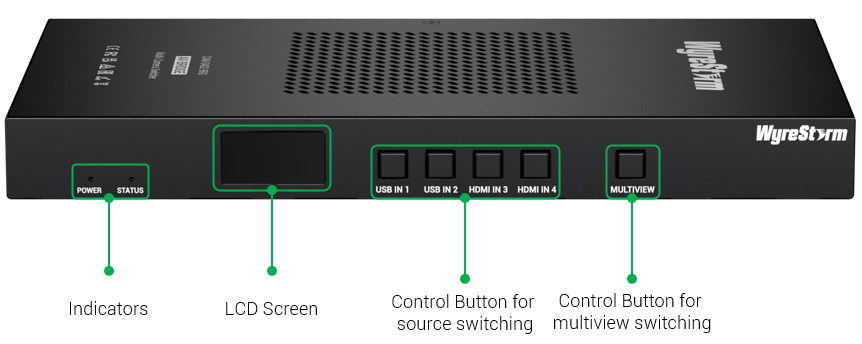 WyreStorm
WyreStorm
POWER STATUS
USB IN 1 USB IN 2 HDMI IN 3 HDMI IN 4
MULTIVIEW
Indicators
LCD Screen
Control Button for
source switching
Control Button for
multiview switching